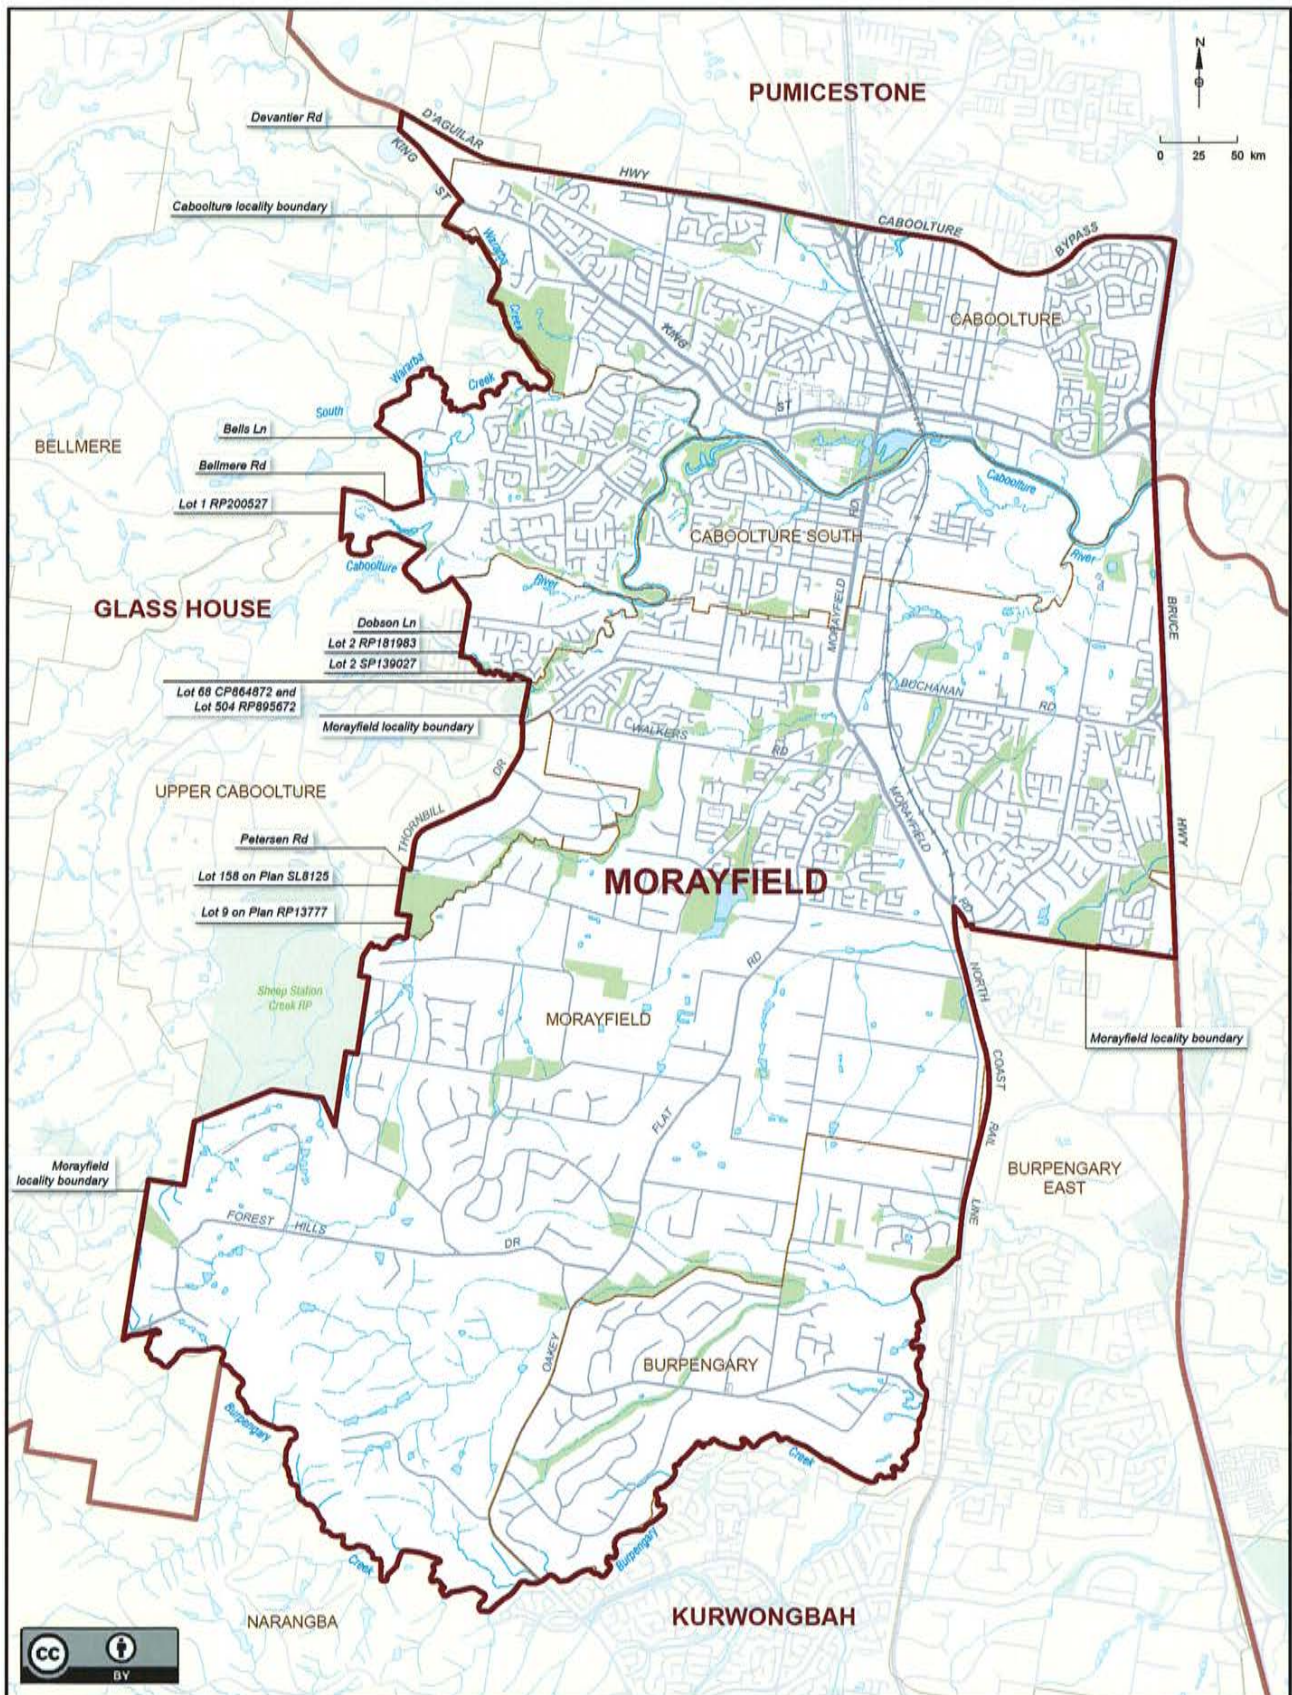 PUMICESTONE
N
0 25 50 km
Devantier Rd
D'AGUILAR
HWY
KING
ST
Caboolture locality boundary
CABOOLTURE
BYPASS
Wararba
Creek
CABOOLTURE
KING
ST
Wararba
Creek
South
Bells Ln
BELLMERE
Bellmere Rd
Lot 1 RP200527
Caboolture
River
RD
CABOOLTURE SOUTH
Caboolture
River
GLASS HOUSE
MORAYFIELD
BRUCE
Dobson Ln
Lot 2 RP181983
Lot 2 SP139027
Lot 68 CP864872 and
Lot 504 RP895672
Morayfield locality boundary
BUCHANAN
RD
WALKERS
RD
DR
UPPER CABOOLTURE
THORNBILL
MORAYFIELD
RD
HWY
Petersen Rd
Lot 158 on Plan SL8125
Lot 9 on Plan RP13777
MORAYFIELD
RD
Sheep Station
Creek RP
MORAYFIELD
NORTH
COAST
RAIL
LINE
Morayfield locality boundary
FLAT
Morayfield
locality boundary
BURPENGARY
EAST
FOREST
HILLS
DR
OAKEY
BURPENGARY
Burpengary
Creek
Creek
Burpengary
NARANGBA
KURWONGBAH
cc
BY